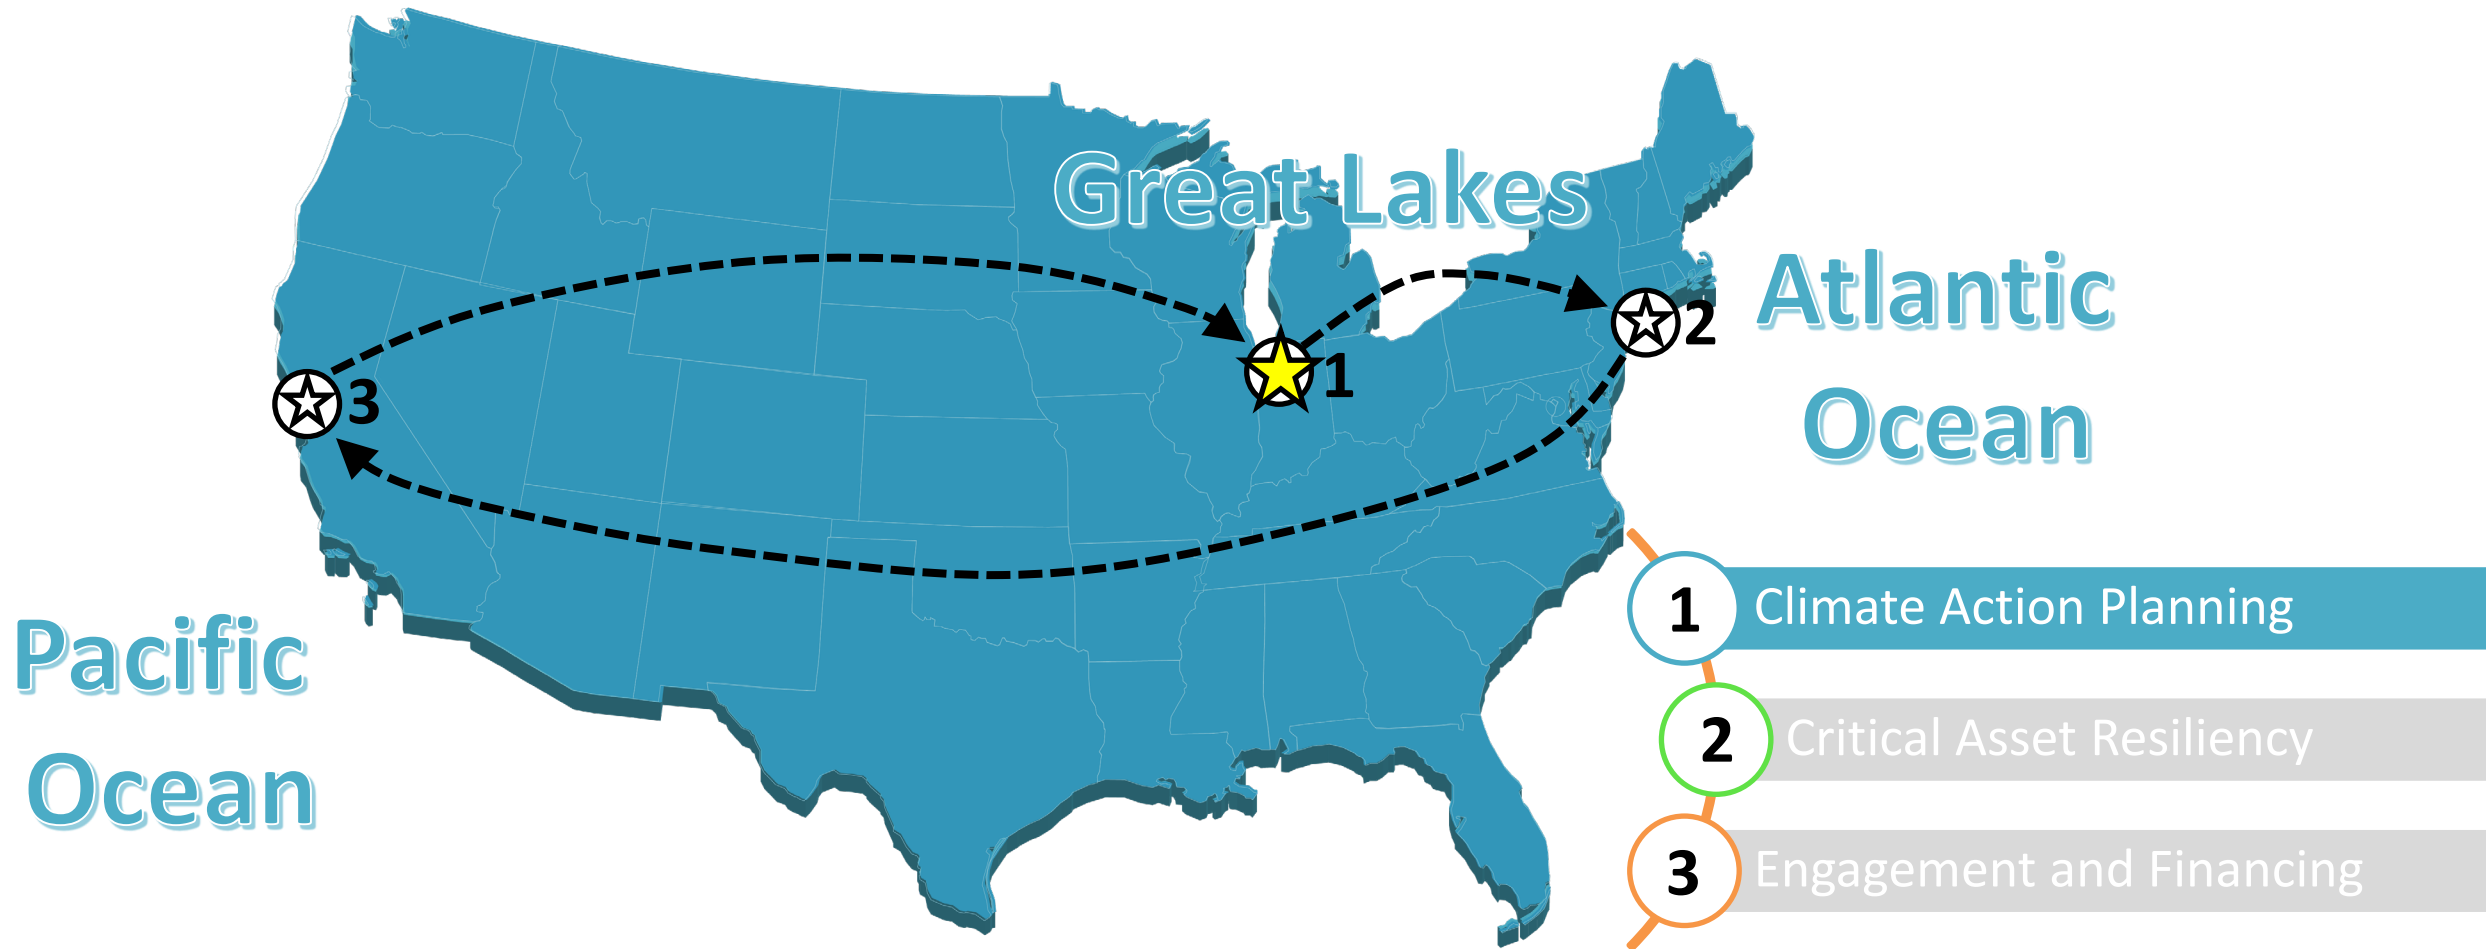 Great Lakes
Atlantic
Ocean
2
1
3
Pacific
Ocean
1 Climate Action Planning
2 Critical Asset Resiliency
3 Engagement and Financing